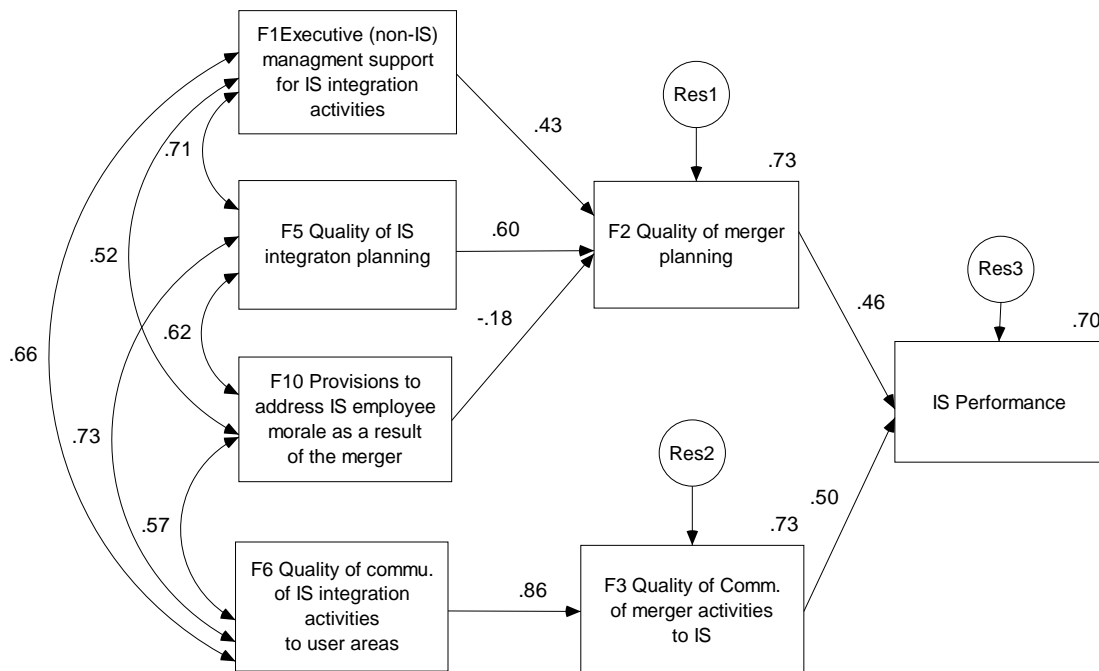 F1Executive (non-IS)
managment support
for IS integration
activities
Res1
.43
.73
.71
F5 Quality of IS
integraton planning
.60
F2 Quality of merger
planning
.52
Res3
.46
-.18
.62
.70
.66
F10 Provisions to
address IS employee
morale as a result
of the merger
IS Performance
.73
Res2
.50
.57
.73
F6 Quality of commu.
of IS integration
activities
to user areas
.86
F3 Quality of Comm.
of merger activities
to IS